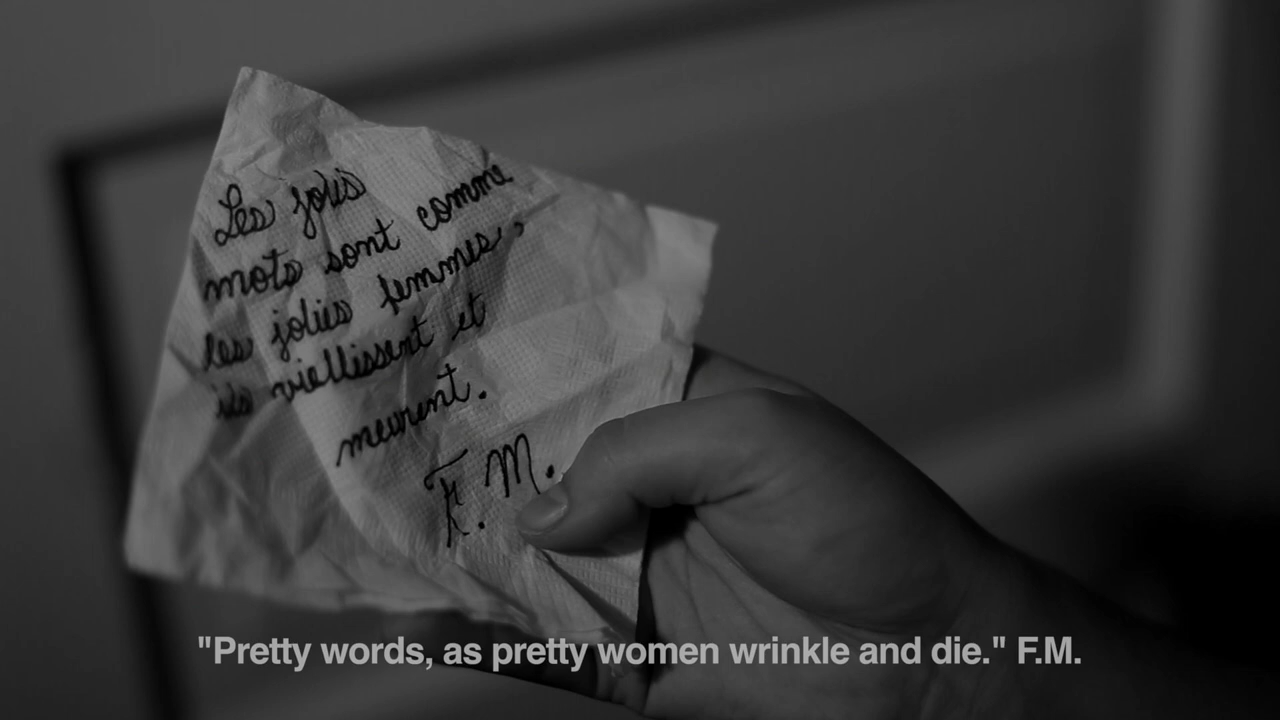 Les jolis
mots sont comme
les jolies femmes,
ils viellissent et
meurent.
F.M.
"Pretty words, as pretty women wrinkle and die." F.M.